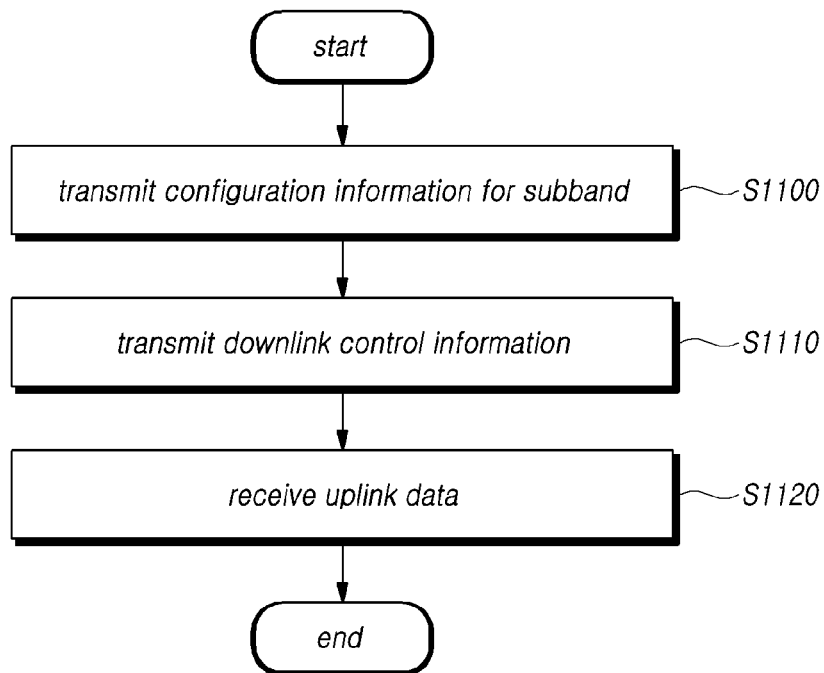 start
transmit configuration information for subband
S1100
transmit downlink control information
S1110
receive uplink data
S1120
end